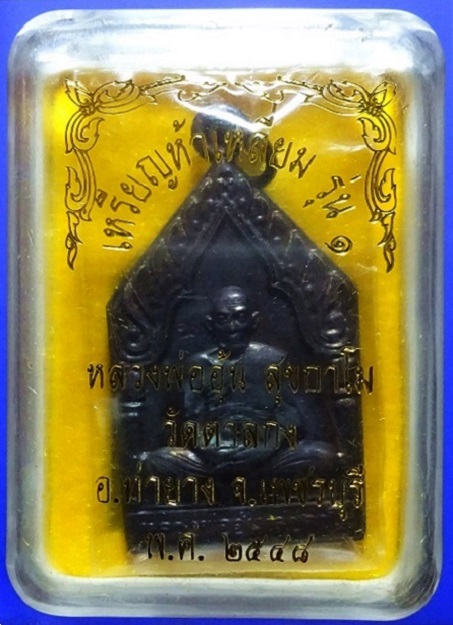 เหรียญห้าเหลี่ยม รุ่น ๑
หลวงพ่ออุ้น สุขกาโม
วัดตาลกง
อ.ท่ายาง จ.เพชรบุรี
พ.ศ. ๒๕๔๘